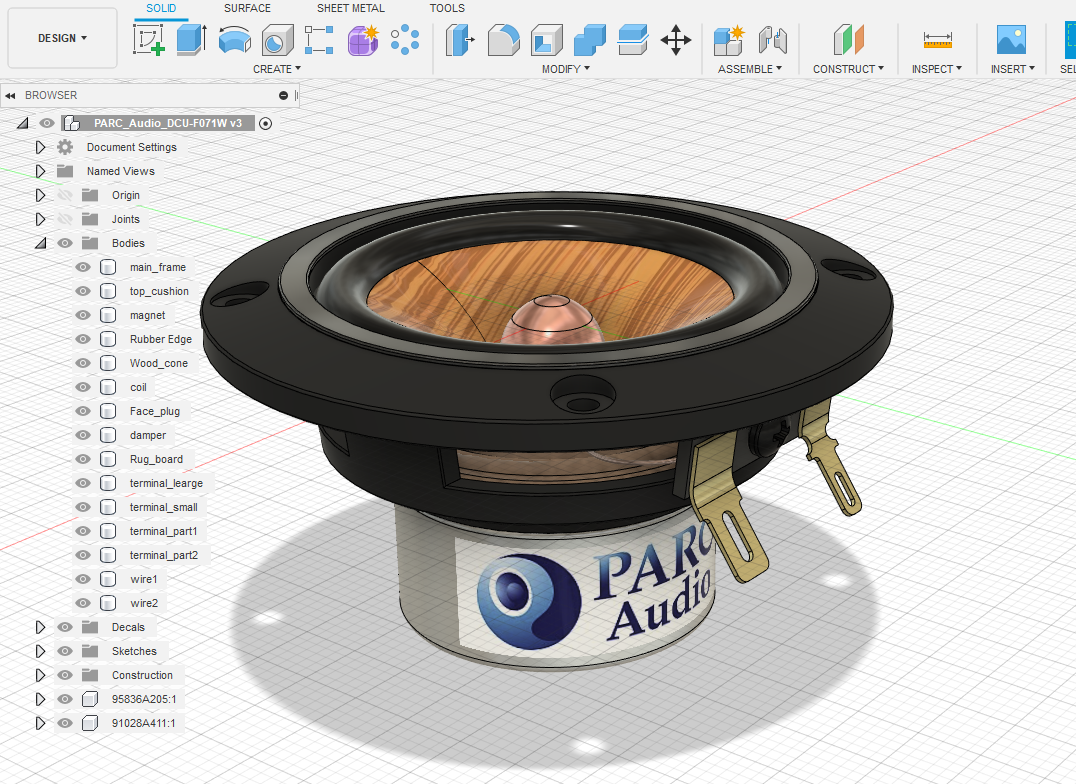 SOLID SURFACE SHEET METAL TOOLS
DESIGN
CREATE MODIFY ASSEMBLE CONSTRUCT INSPECT INSERT
BROWSER
PARC_Audio_DCU-F071W v3
Document Settings
Named Views
Origin
Joints
Bodies
main_frame
top_cushion
magnet
Rubber Edge
Wood_cone
coil
Face_plug
damper
Rug_board
terminal_learge
terminal_small
terminal_part1
terminal_part2
wire1
wire2
Decals
Sketches
Construction
95836A205:1
91028A411:1
PARC
Audio